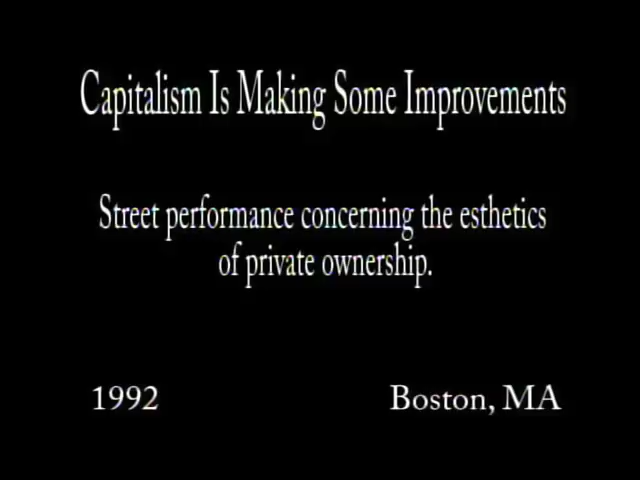 Capitalism Is Making Some Improvements
Street performance concerning the esthetics
of private ownership.
1992 Boston, MA